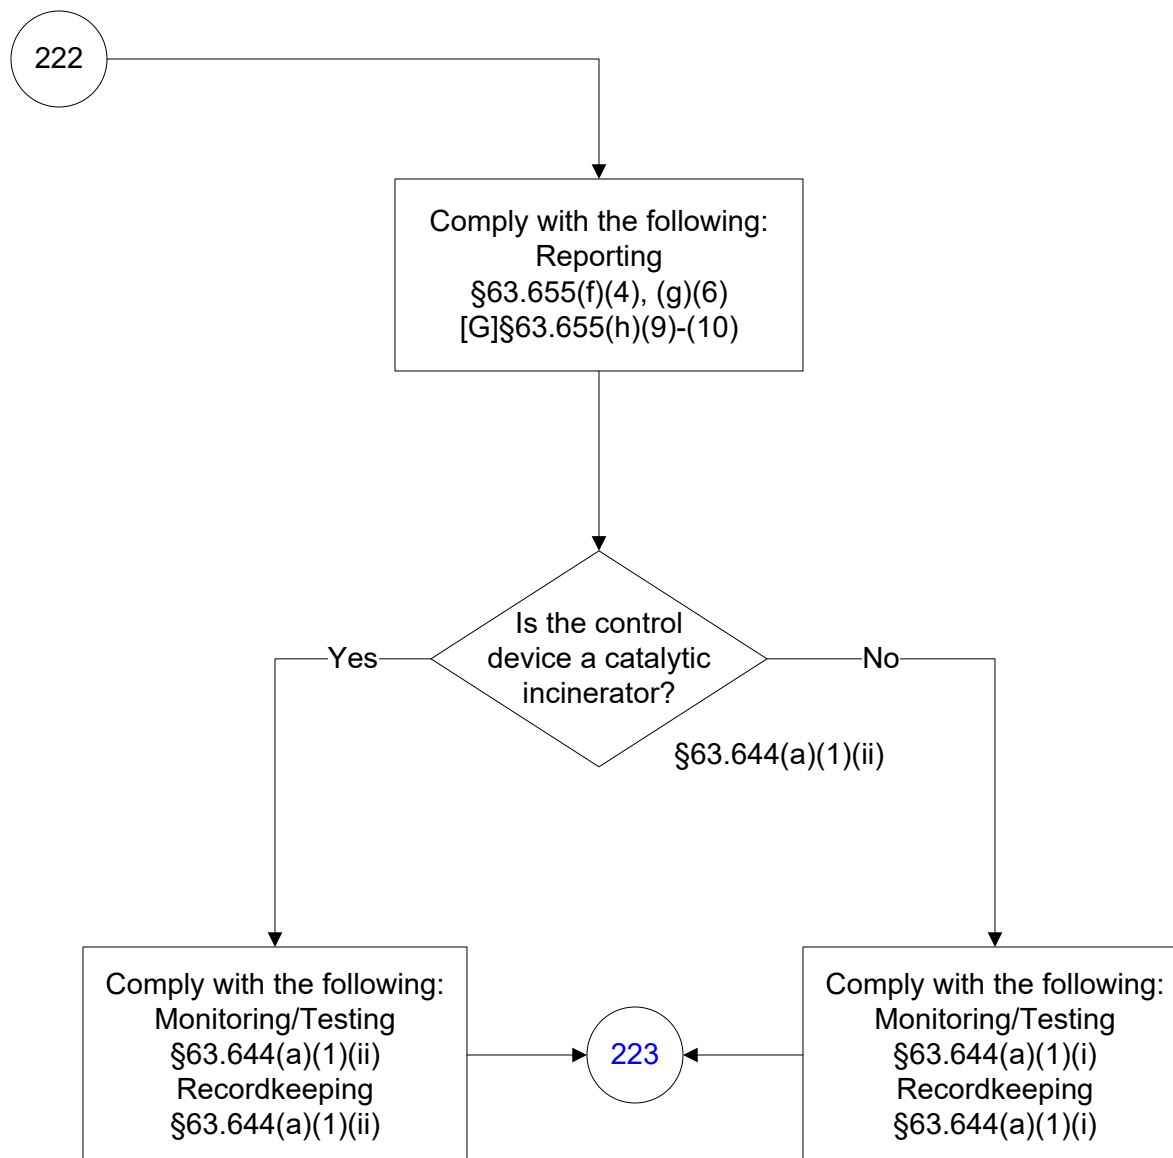 222
Comply with the following:
Reporting
§63.655(f)(4), (g)(6)
[G]§63.655(h)(9)-(10)
Is the control
device a catalytic
incinerator?
Yes
No
§63.644(a)(1)(ii)
Comply with the following:
Monitoring/Testing
§63.644(a)(1)(ii)
Recordkeeping
§63.644(a)(1)(ii)
223
Comply with the following:
Monitoring/Testing
§63.644(a)(1)(i)
Recordkeeping
§63.644(a)(1)(i)